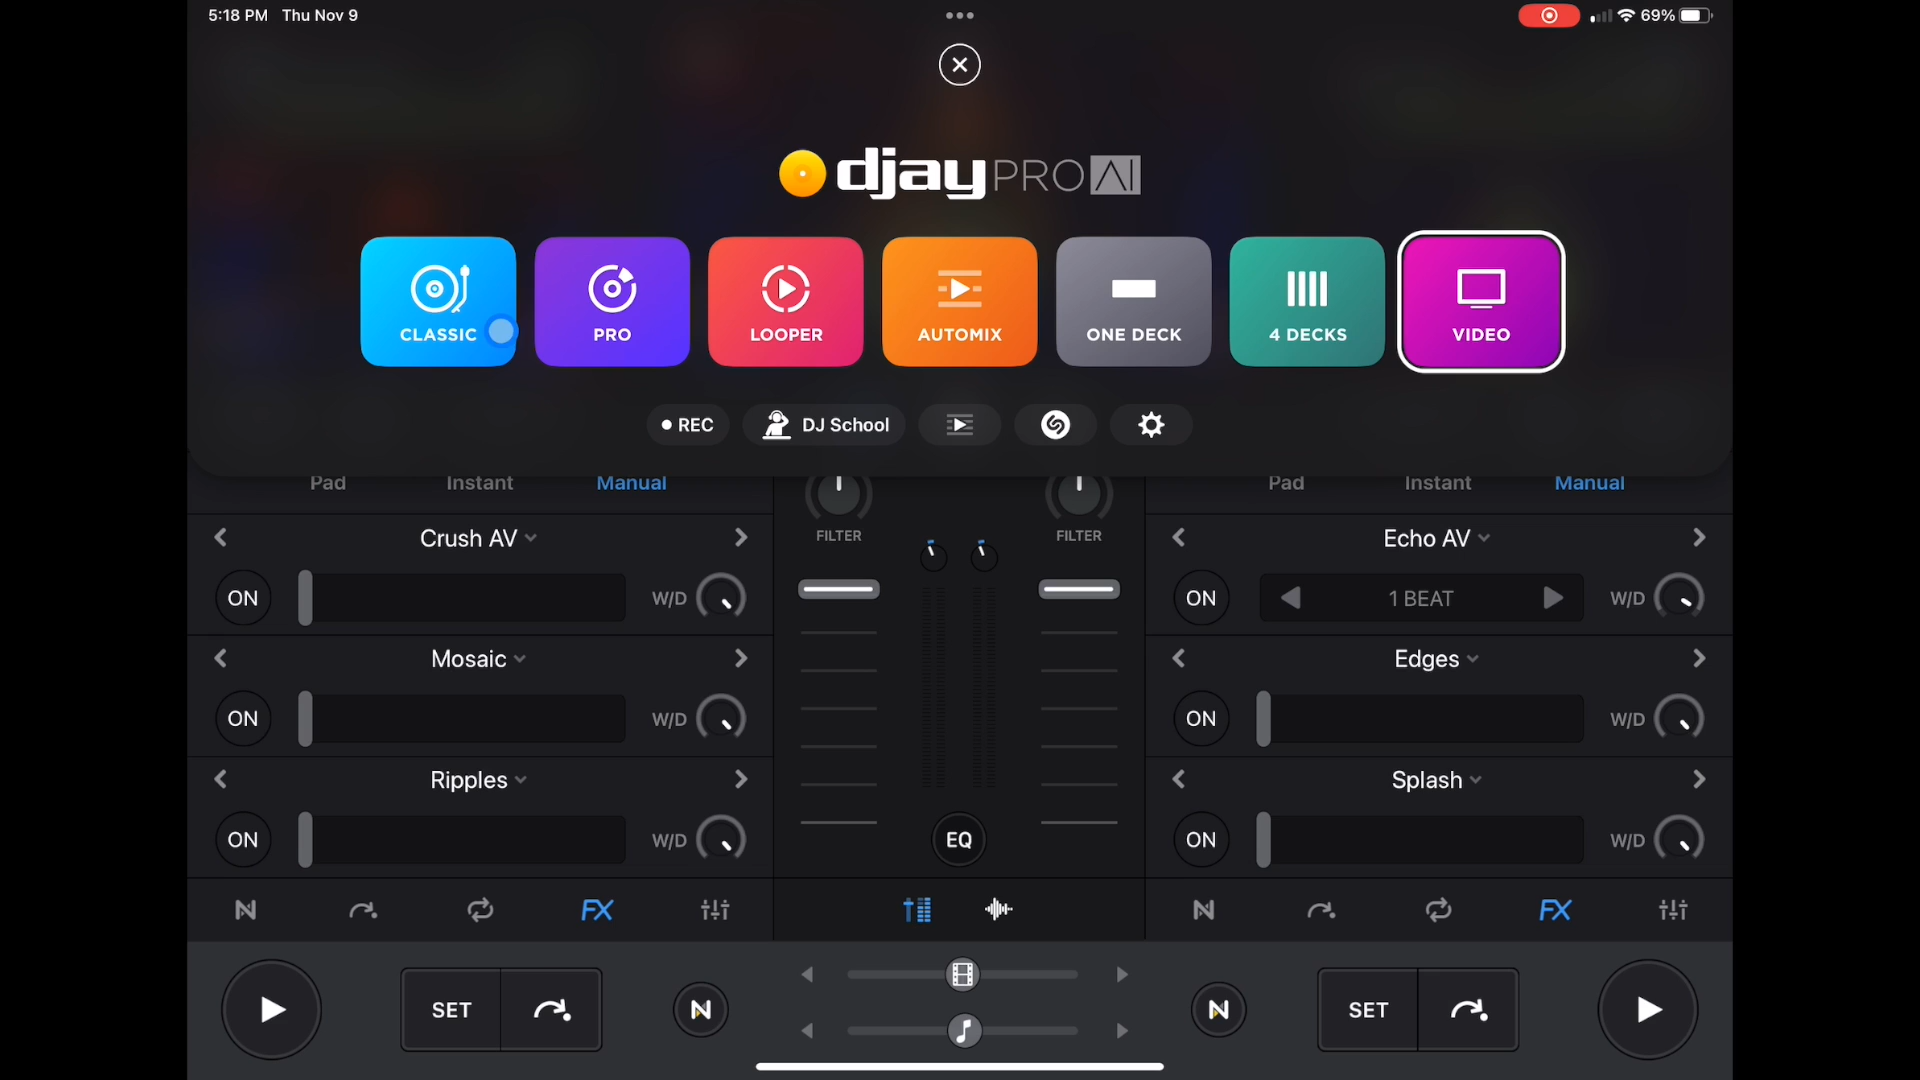 5:18 PM Thu Nov 9
69%
djay PRO AI
CLASSIC
PRO
LOOPER
AUTOMIX
ONE DECK
4 DECKS
VIDEO
REC
DJ School
Pad Instant Manual
FILTER
FILTER
Pad Instant Manual
Crush AV
Echo AV
ON
W/D
ON
1 BEAT
W/D
Mosaic
Edges
ON
W/D
ON
W/D
Ripples
Splash
ON
W/D
EQ
ON
W/D
FX
FX
SET
SET